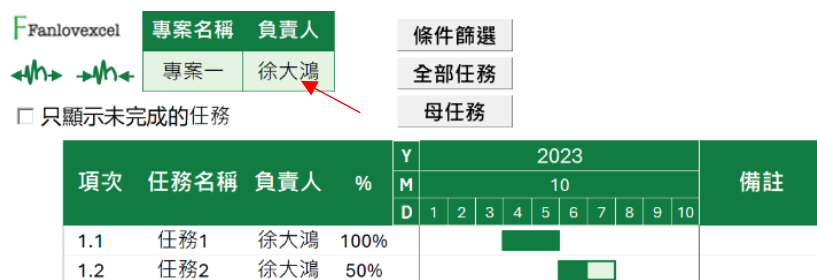 Fanlovexcel 專案名稱 負責人 條件篩選
專案一 徐大鴻 全部任務
只顯示未完成的任務 母任務
Y 2023
項次 任務名稱 負責人 % M 10 備註
D 1 2 3 4 5 6 7 8 9 10
1.1 任務1 徐大鴻 100%
1.2 任務2 徐大鴻 50%